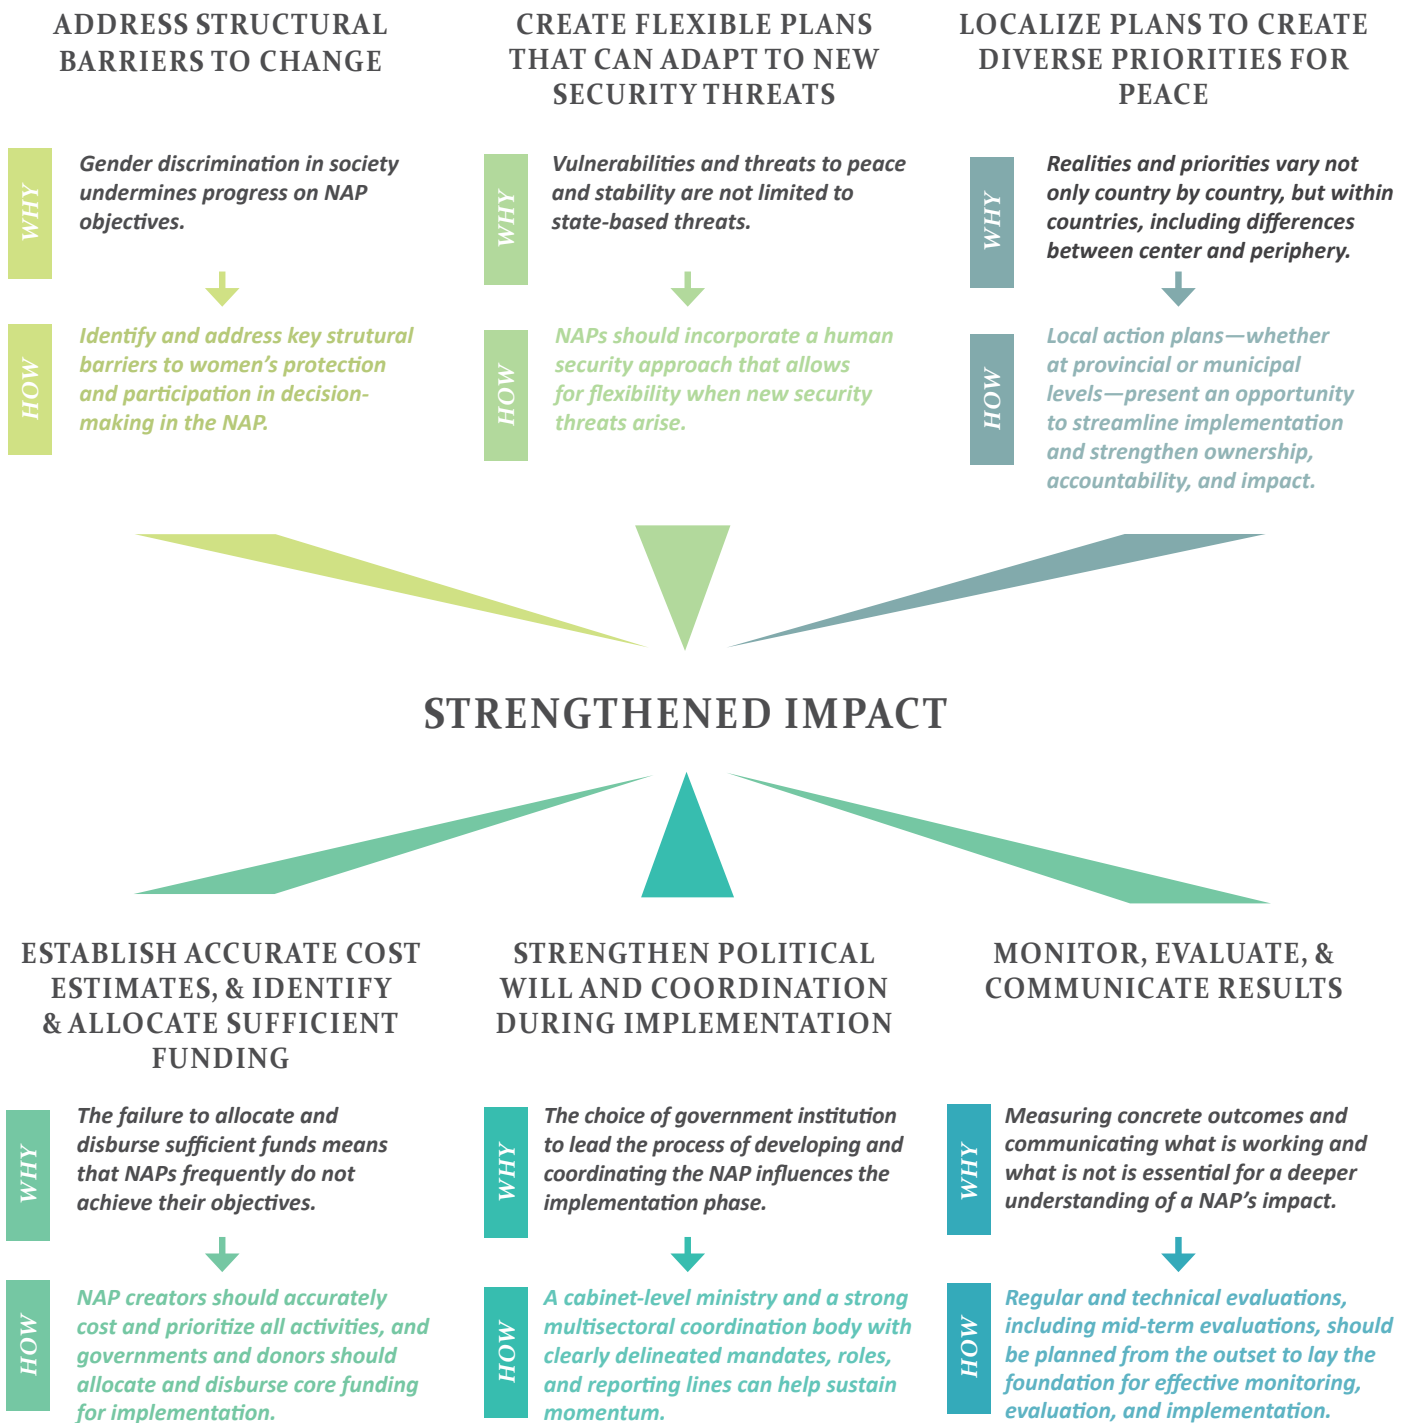 ADDRESS STRUCTURAL
BARRIERS TO CHANGE
WHY
Gender discrimination in society
undermines progress on NAP
objectives.
HOW
Identify and address key strutural
barriers to women's protection
and participation in decision-
making in the NAP.
CREATE FLEXIBLE PLANS
THAT CAN ADAPT TO NEW
SECURITY THREATS
WHY
Vulnerabilities and threats to peace
and stability are not limited to
state-based threats.
HOW
NAPs should incorporate a human
security approach that allows
for flexibility when new security
threats arise.
LOCALIZE PLANS TO CREATE
DIVERSE PRIORITIES FOR
PEACE
WHY
Realities and priorities vary not
only country by country, but within
countries, including differences
between center and periphery.
HOW
Local action plans—whether
at provincial or municipal
levels—present an opportunity
to streamline implementation
and strengthen ownership,
accountability, and impact.
STRENGTHENED IMPACT
ESTABLISH ACCURATE COST
ESTIMATES, & IDENTIFY
& ALLOCATE SUFFICIENT
FUNDING
WHY
The failure to allocate and
disburse sufficient funds means
that NAPs frequently do not
achieve their objectives.
HOW
NAP creators should accurately
cost and prioritize all activities, and
governments and donors should
allocate and disburse core funding
for implementation.
STRENGTHEN POLITICAL
WILL AND COORDINATION
DURING IMPLEMENTATION
WHY
The choice of government institution
to lead the process of developing and
coordinating the NAP influences the
implementation phase.
HOW
A cabinet-level ministry and a strong
multisectoral coordination body with
clearly delineated mandates, roles,
and reporting lines can help sustain
momentum.
MONITOR, EVALUATE, &
COMMUNICATE RESULTS
WHY
Measuring concrete outcomes and
communicating what is working and
what is not is essential for a deeper
understanding of a NAP's impact.
HOW
Regular and technical evaluations,
including mid-term evaluations, should
be planned from the outset to lay the
foundation for effective monitoring,
evaluation, and implementation.